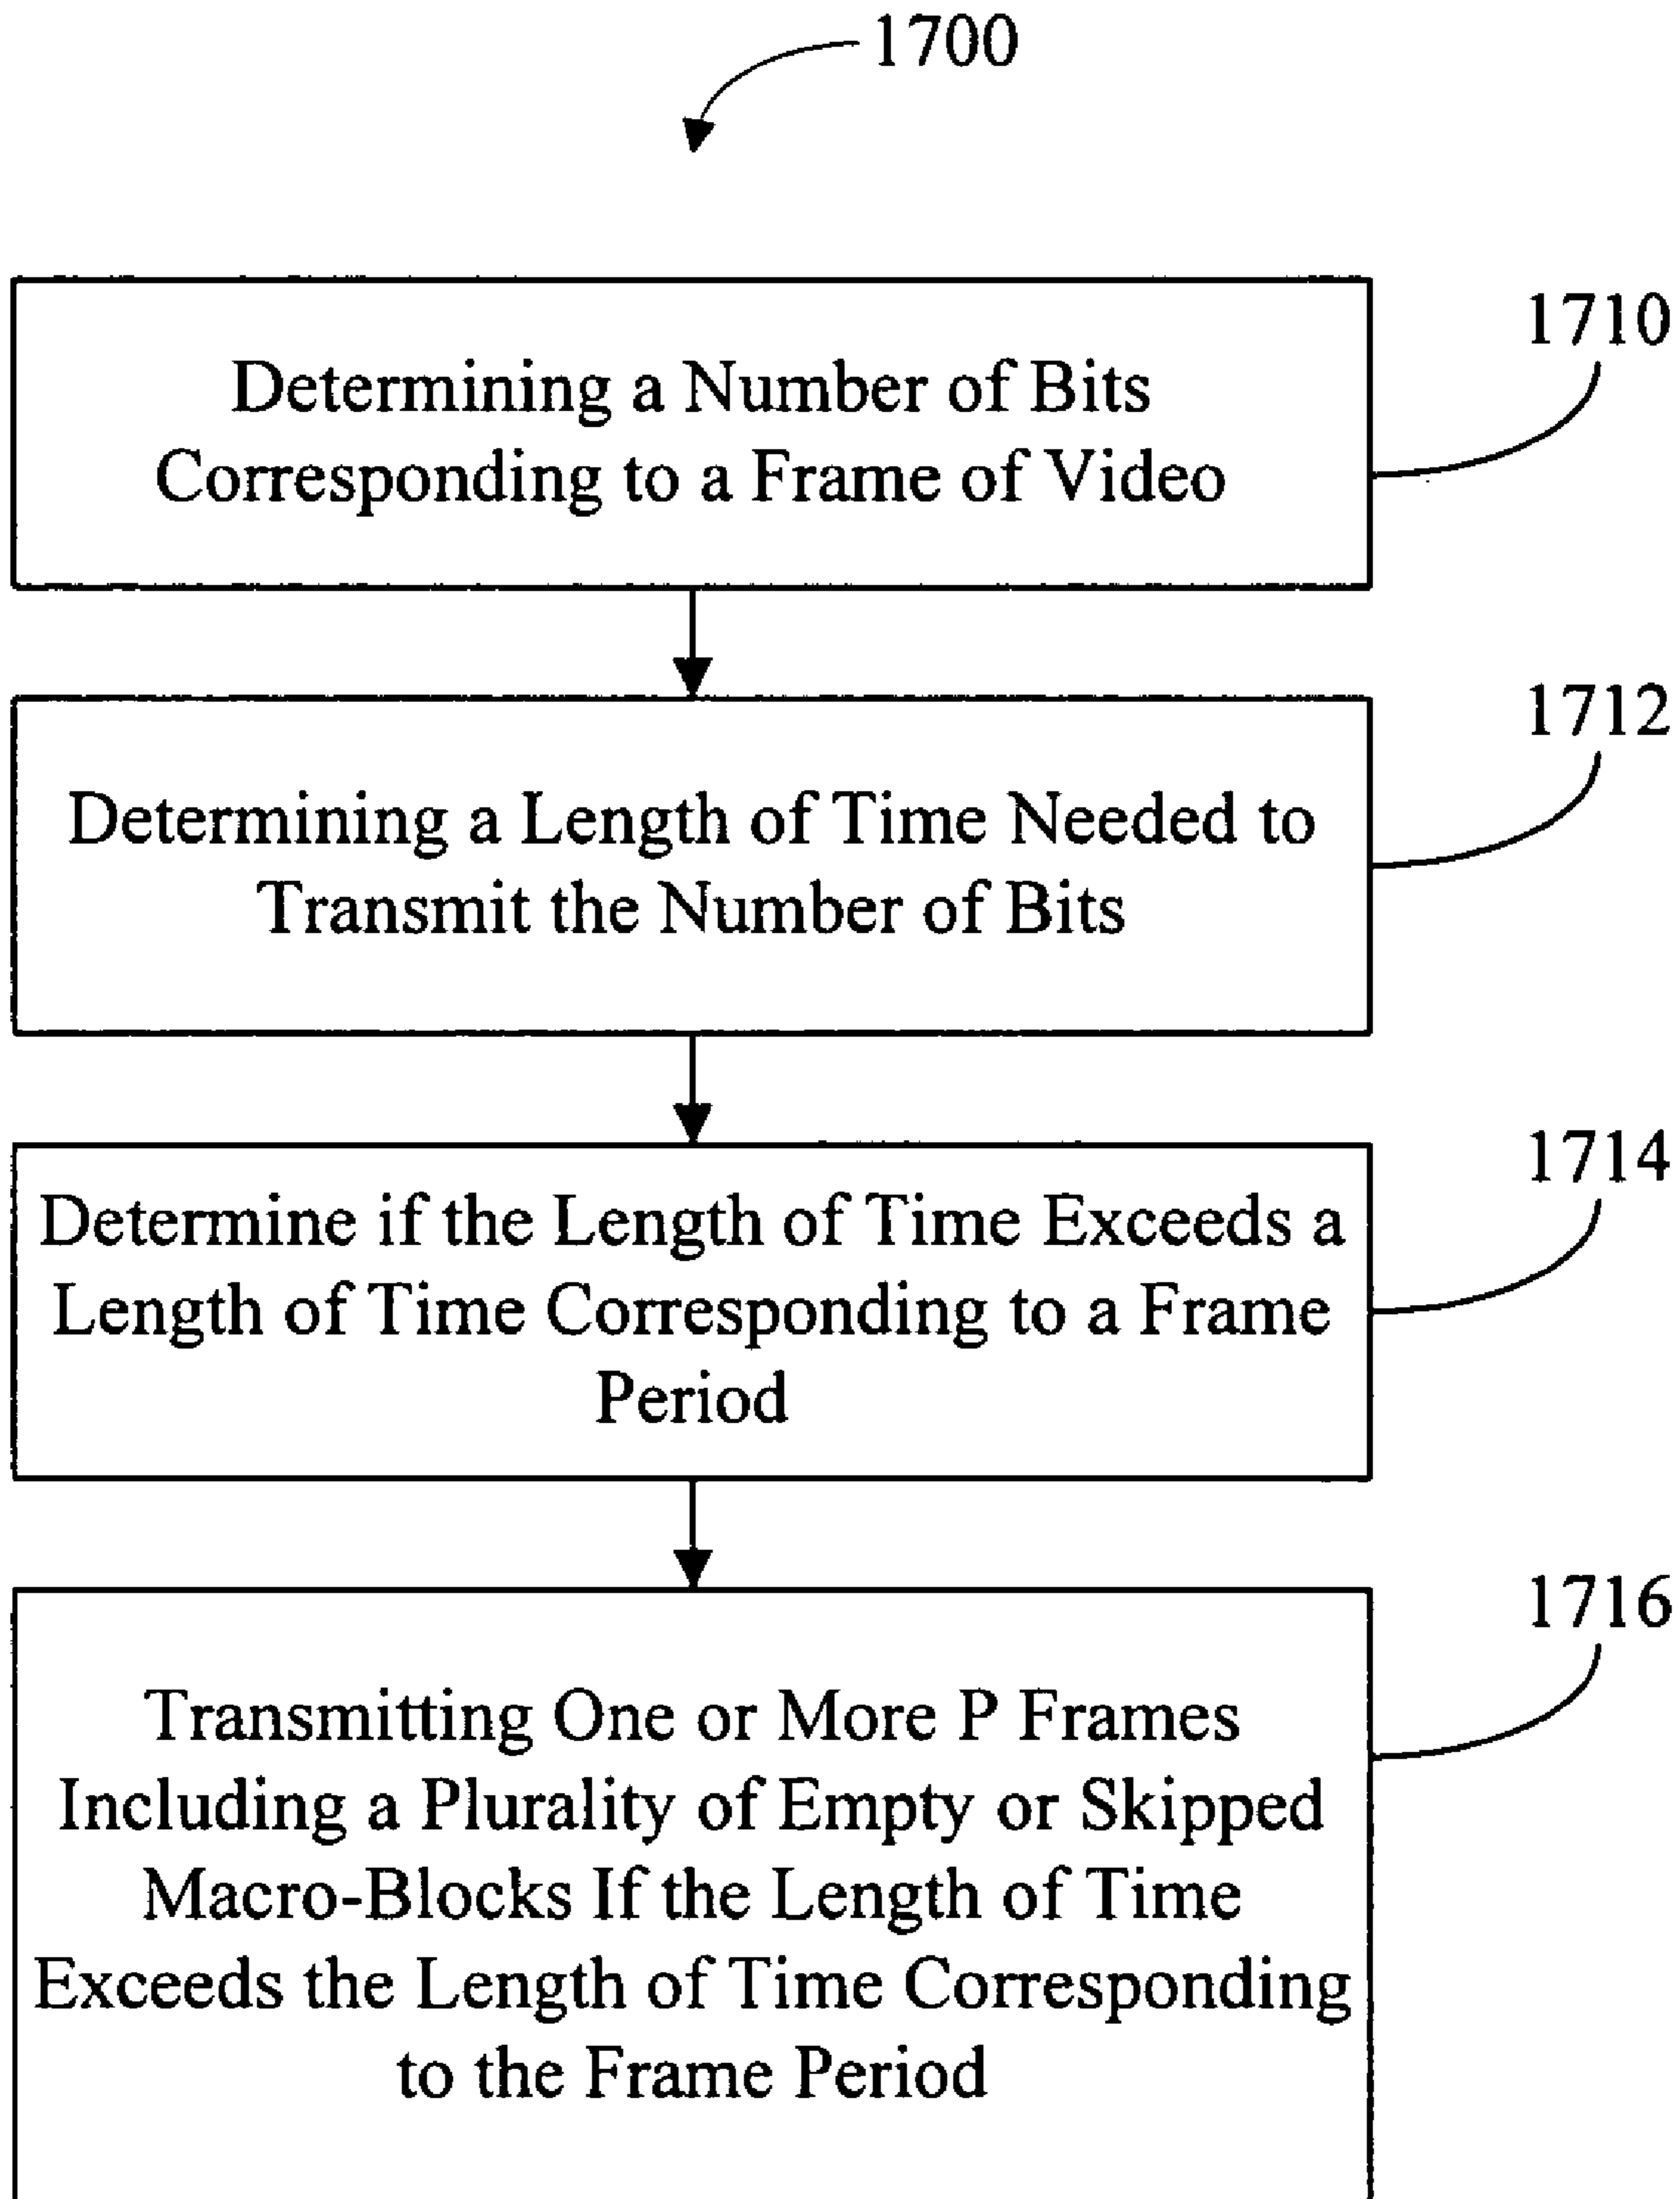 1700
1710
Determining a Number of Bits
Corresponding to a Frame of Video
1712
Determining a Length of Time Needed to
Transmit the Number of Bits
1714
Determine if the Length of Time Exceeds a
Length of Time Corresponding to a Frame
Period
1716
Transmitting One or More P Frames
Including a Plurality of Empty or Skipped
Macro-Blocks If the Length of Time
Exceeds the Length of Time Corresponding
to the Frame Period